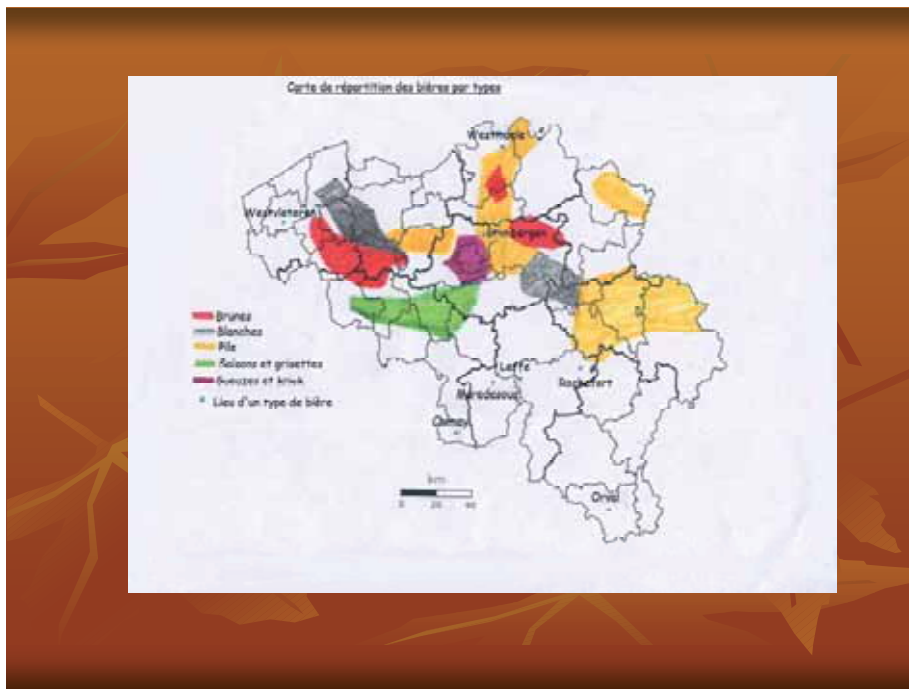 Carte de répartition des bières par types
Westmalle
Westvleteren
Grimbergen
Brunes
Blanches
Pils
Saisons et grisettes
Gueuzes et kriek
Lieu d'un type de bière
Leffe
Maredsous
Rochefort
Chimay
km
0 20 40
Orval